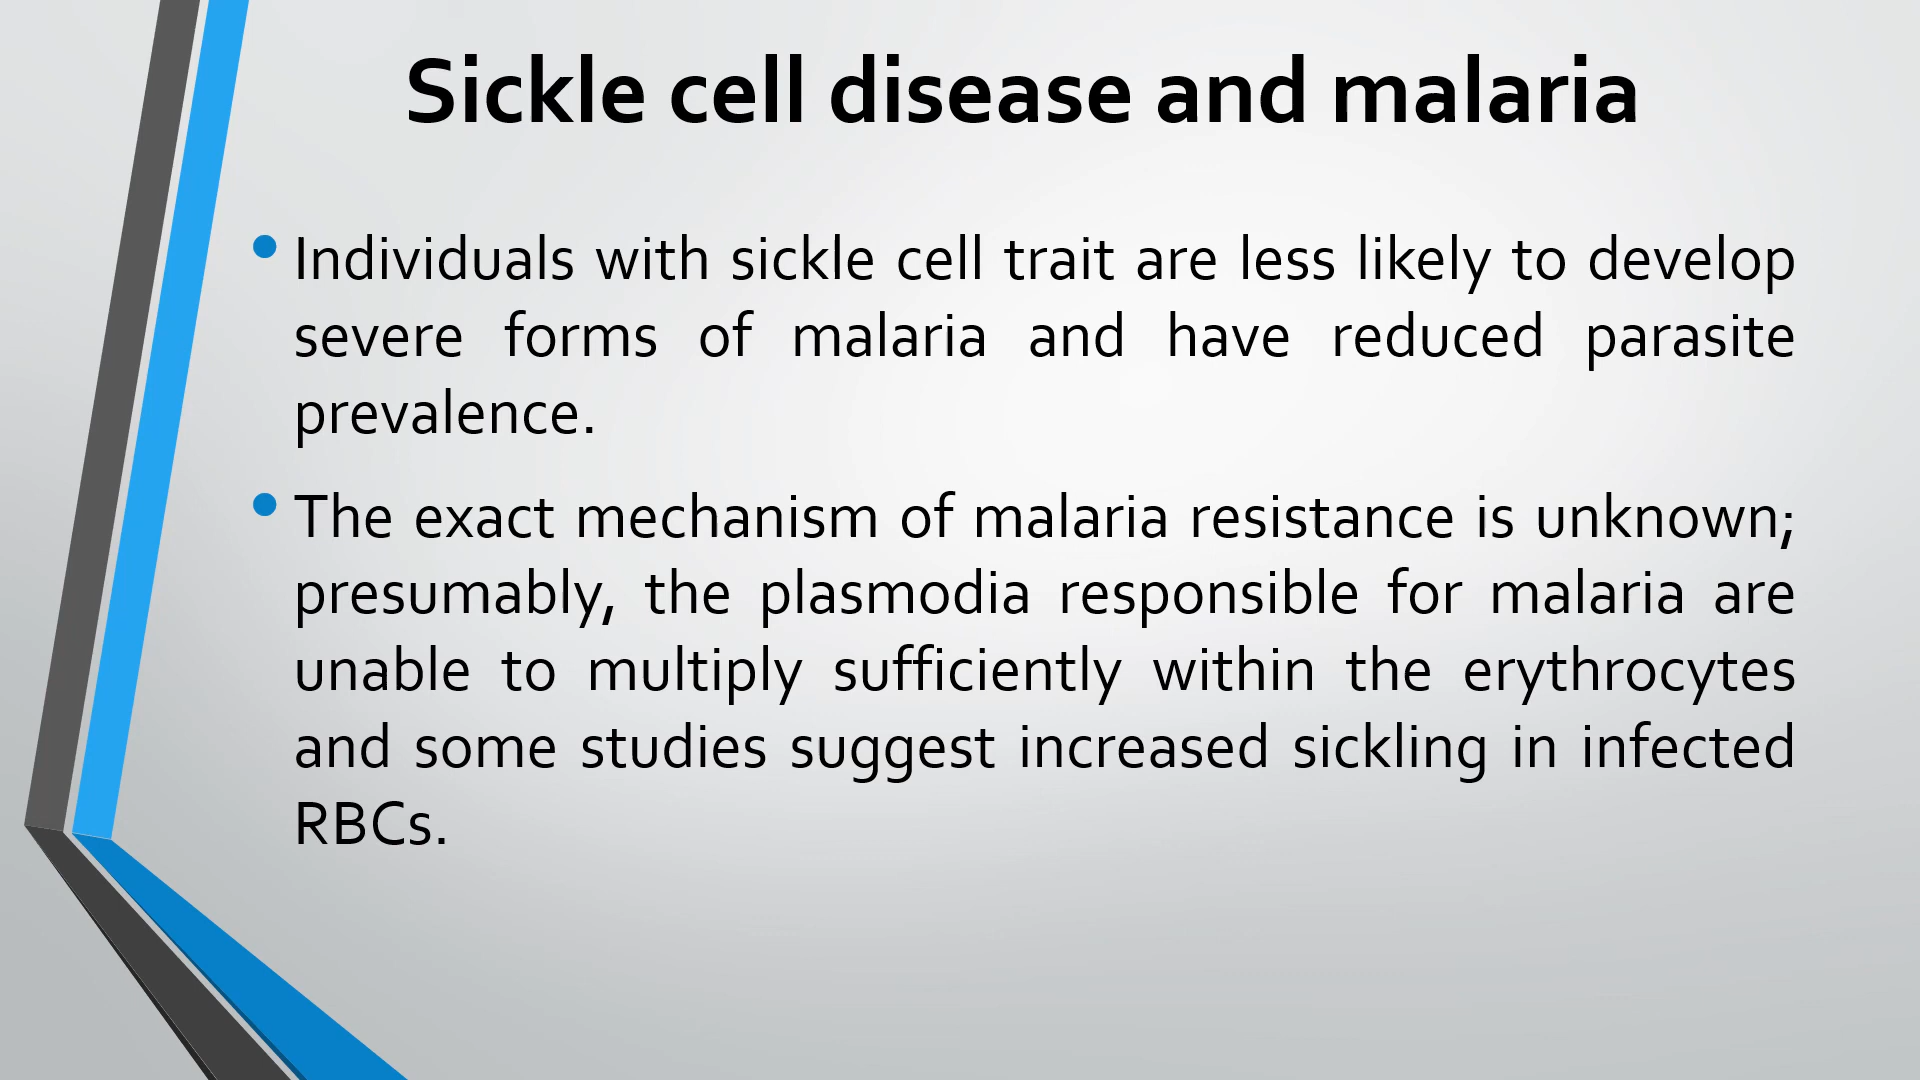 Sickle cell disease and malaria
• Individuals with sickle cell trait are less likely to develop
severe forms of malaria and have reduced parasite
prevalence.
• The exact mechanism of malaria resistance is unknown;
presumably, the plasmodia responsible for malaria are
unable to multiply sufficiently within the erythrocytes
and some studies suggest increased sickling in infected
RBCs.